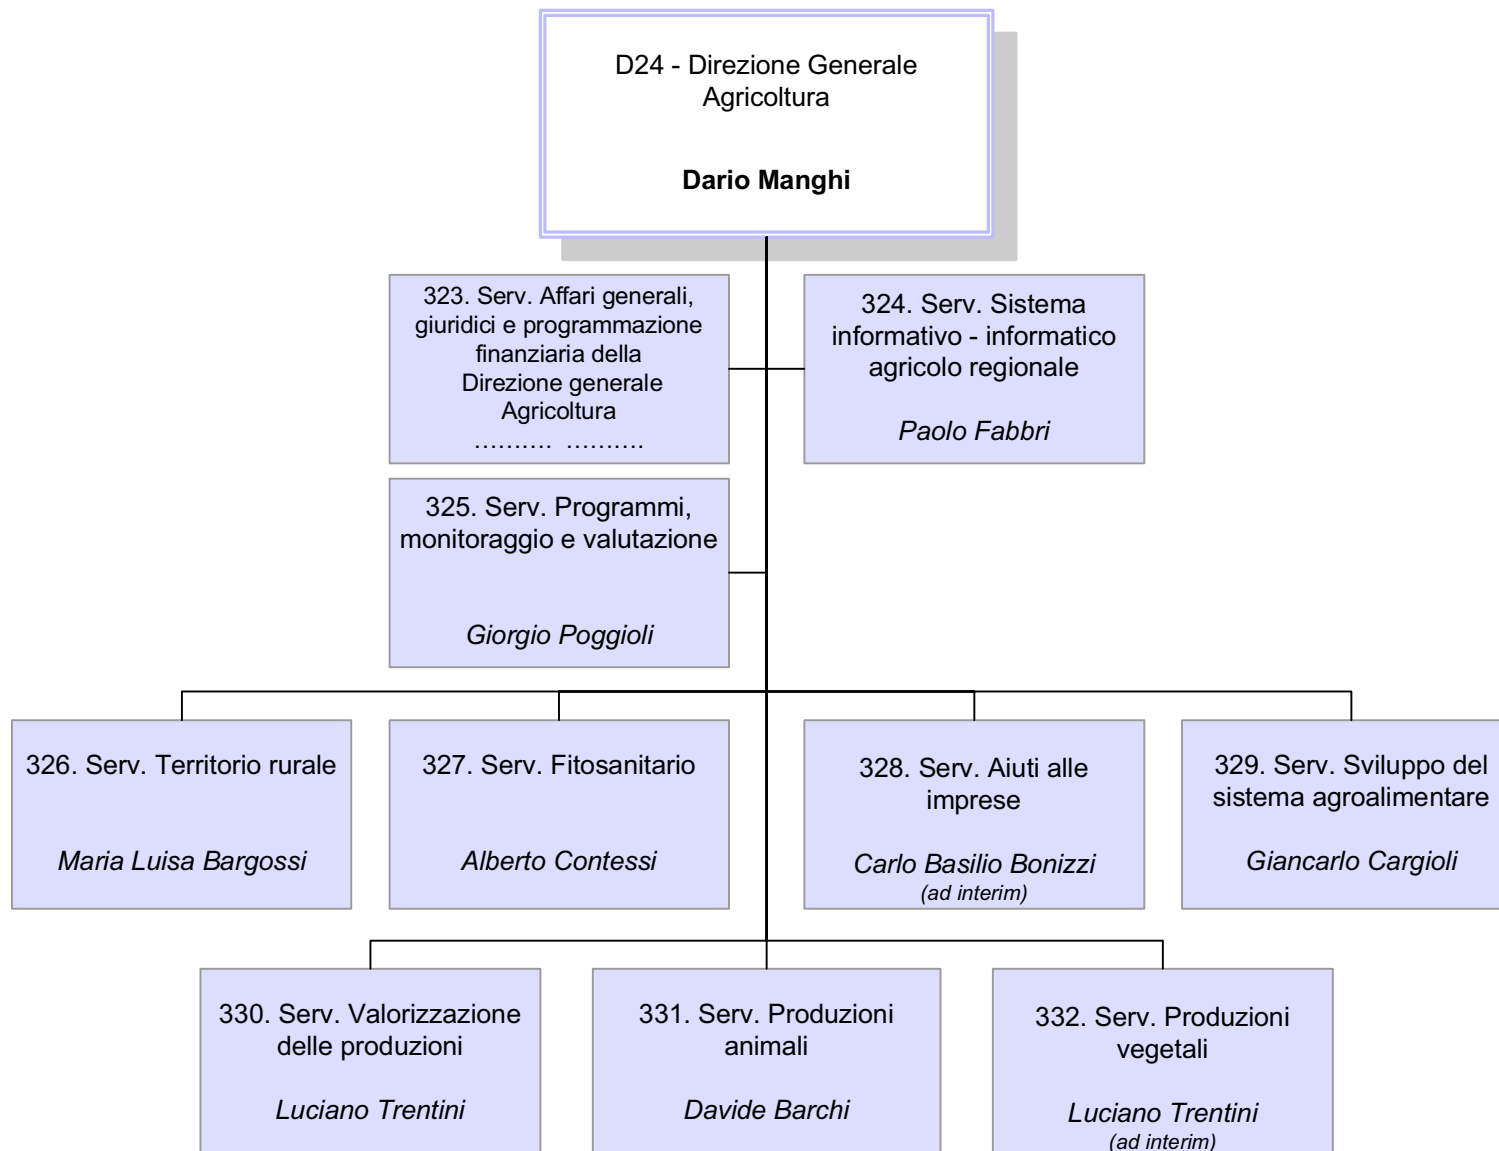 D24 - Direzione Generale
Agricoltura
Dario Manghi
323. Serv. Affari generali,
giuridici e programmazione
finanziaria della
Direzione generale
Agricoltura
.......... ..........
324. Serv. Sistema
informativo - informatico
agricolo regionale
Paolo Fabbri
325. Serv. Programmi,
monitoraggio e valutazione
Giorgio Poggioli
326. Serv. Territorio rurale
Maria Luisa Bargossi
327. Serv. Fitosanitario
Alberto Contessi
328. Serv. Aiuti alle
imprese
Carlo Basilio Bonizzi
(ad interim)
329. Serv. Sviluppo del
sistema agroalimentare
Giancarlo Cargioli
330. Serv. Valorizzazione
delle produzioni
Luciano Trentini
331. Serv. Produzioni
animali
Davide Barchi
332. Serv. Produzioni
vegetali
Luciano Trentini
(ad interim)